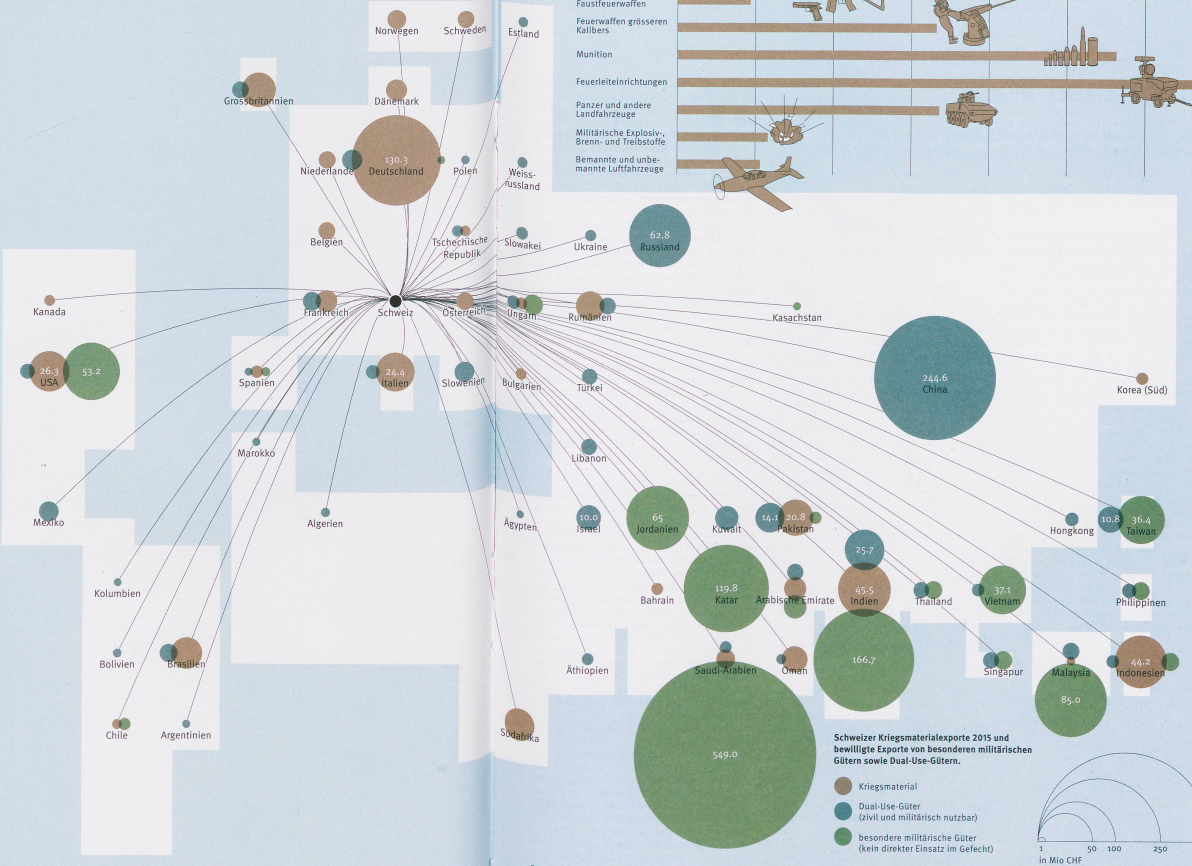 Faustfeuerwaffen
Feuerwaffen grösseren
Kalibers
Munition
Feuerleiteinrichtungen
Panzer und andere
Landfahrzeuge
Militärische Explosiv-,
Brenn- und Treibstoffe
Bemannte und unbe-
mannte Luftfahrzeuge
Norwegen
Schweden
Estland
Grossbritannien
Dänemark
Niederlande
130.3
Deutschland
Polen
Weiss-
russland
Belgien
Tschechische
Republik
Slowakei
Ukraine
62.8
Russland
Kanada
Frankreich
Schweiz
Österreich
Ungarn
Rumänien
Kasachstan
26.3
USA
53.2
Spanien
24.4
Italien
Slowenien
Bulgarien
Türkei
244.6
China
Korea (Süd)
Marokko
Libanon
Mexiko
Algerien
Ägypten
10.0
Israel
65
Jordanien
Kuwait
14.1
20.8
Pakistan
Hongkong
10.8
36.4
Taiwan
25.7
Kolumbien
Bahrain
119.8
Katar
Arabische Emirate
45.5
Indien
Thailand
37.1
Vietnam
Philippinen
Bolivien
Brasilien
Äthiopien
Saudi-Arabien
Oman
166.7
Singapur
Malaysia
44.2
Indonesien
85.0
Chile
Argentinien
Südafrika
549.0
Schweizer Kriegsmaterialexporte 2015 und
bewilligte Exporte von besonderen militärischen
Gütern sowie Dual-Use-Gütern.
Kriegsmaterial
Dual-Use-Güter
(zivil und militärisch nutzbar)
besondere militärische Güter
(kein direkter Einsatz im Gefecht)
1 50 100 250
in Mio CHF